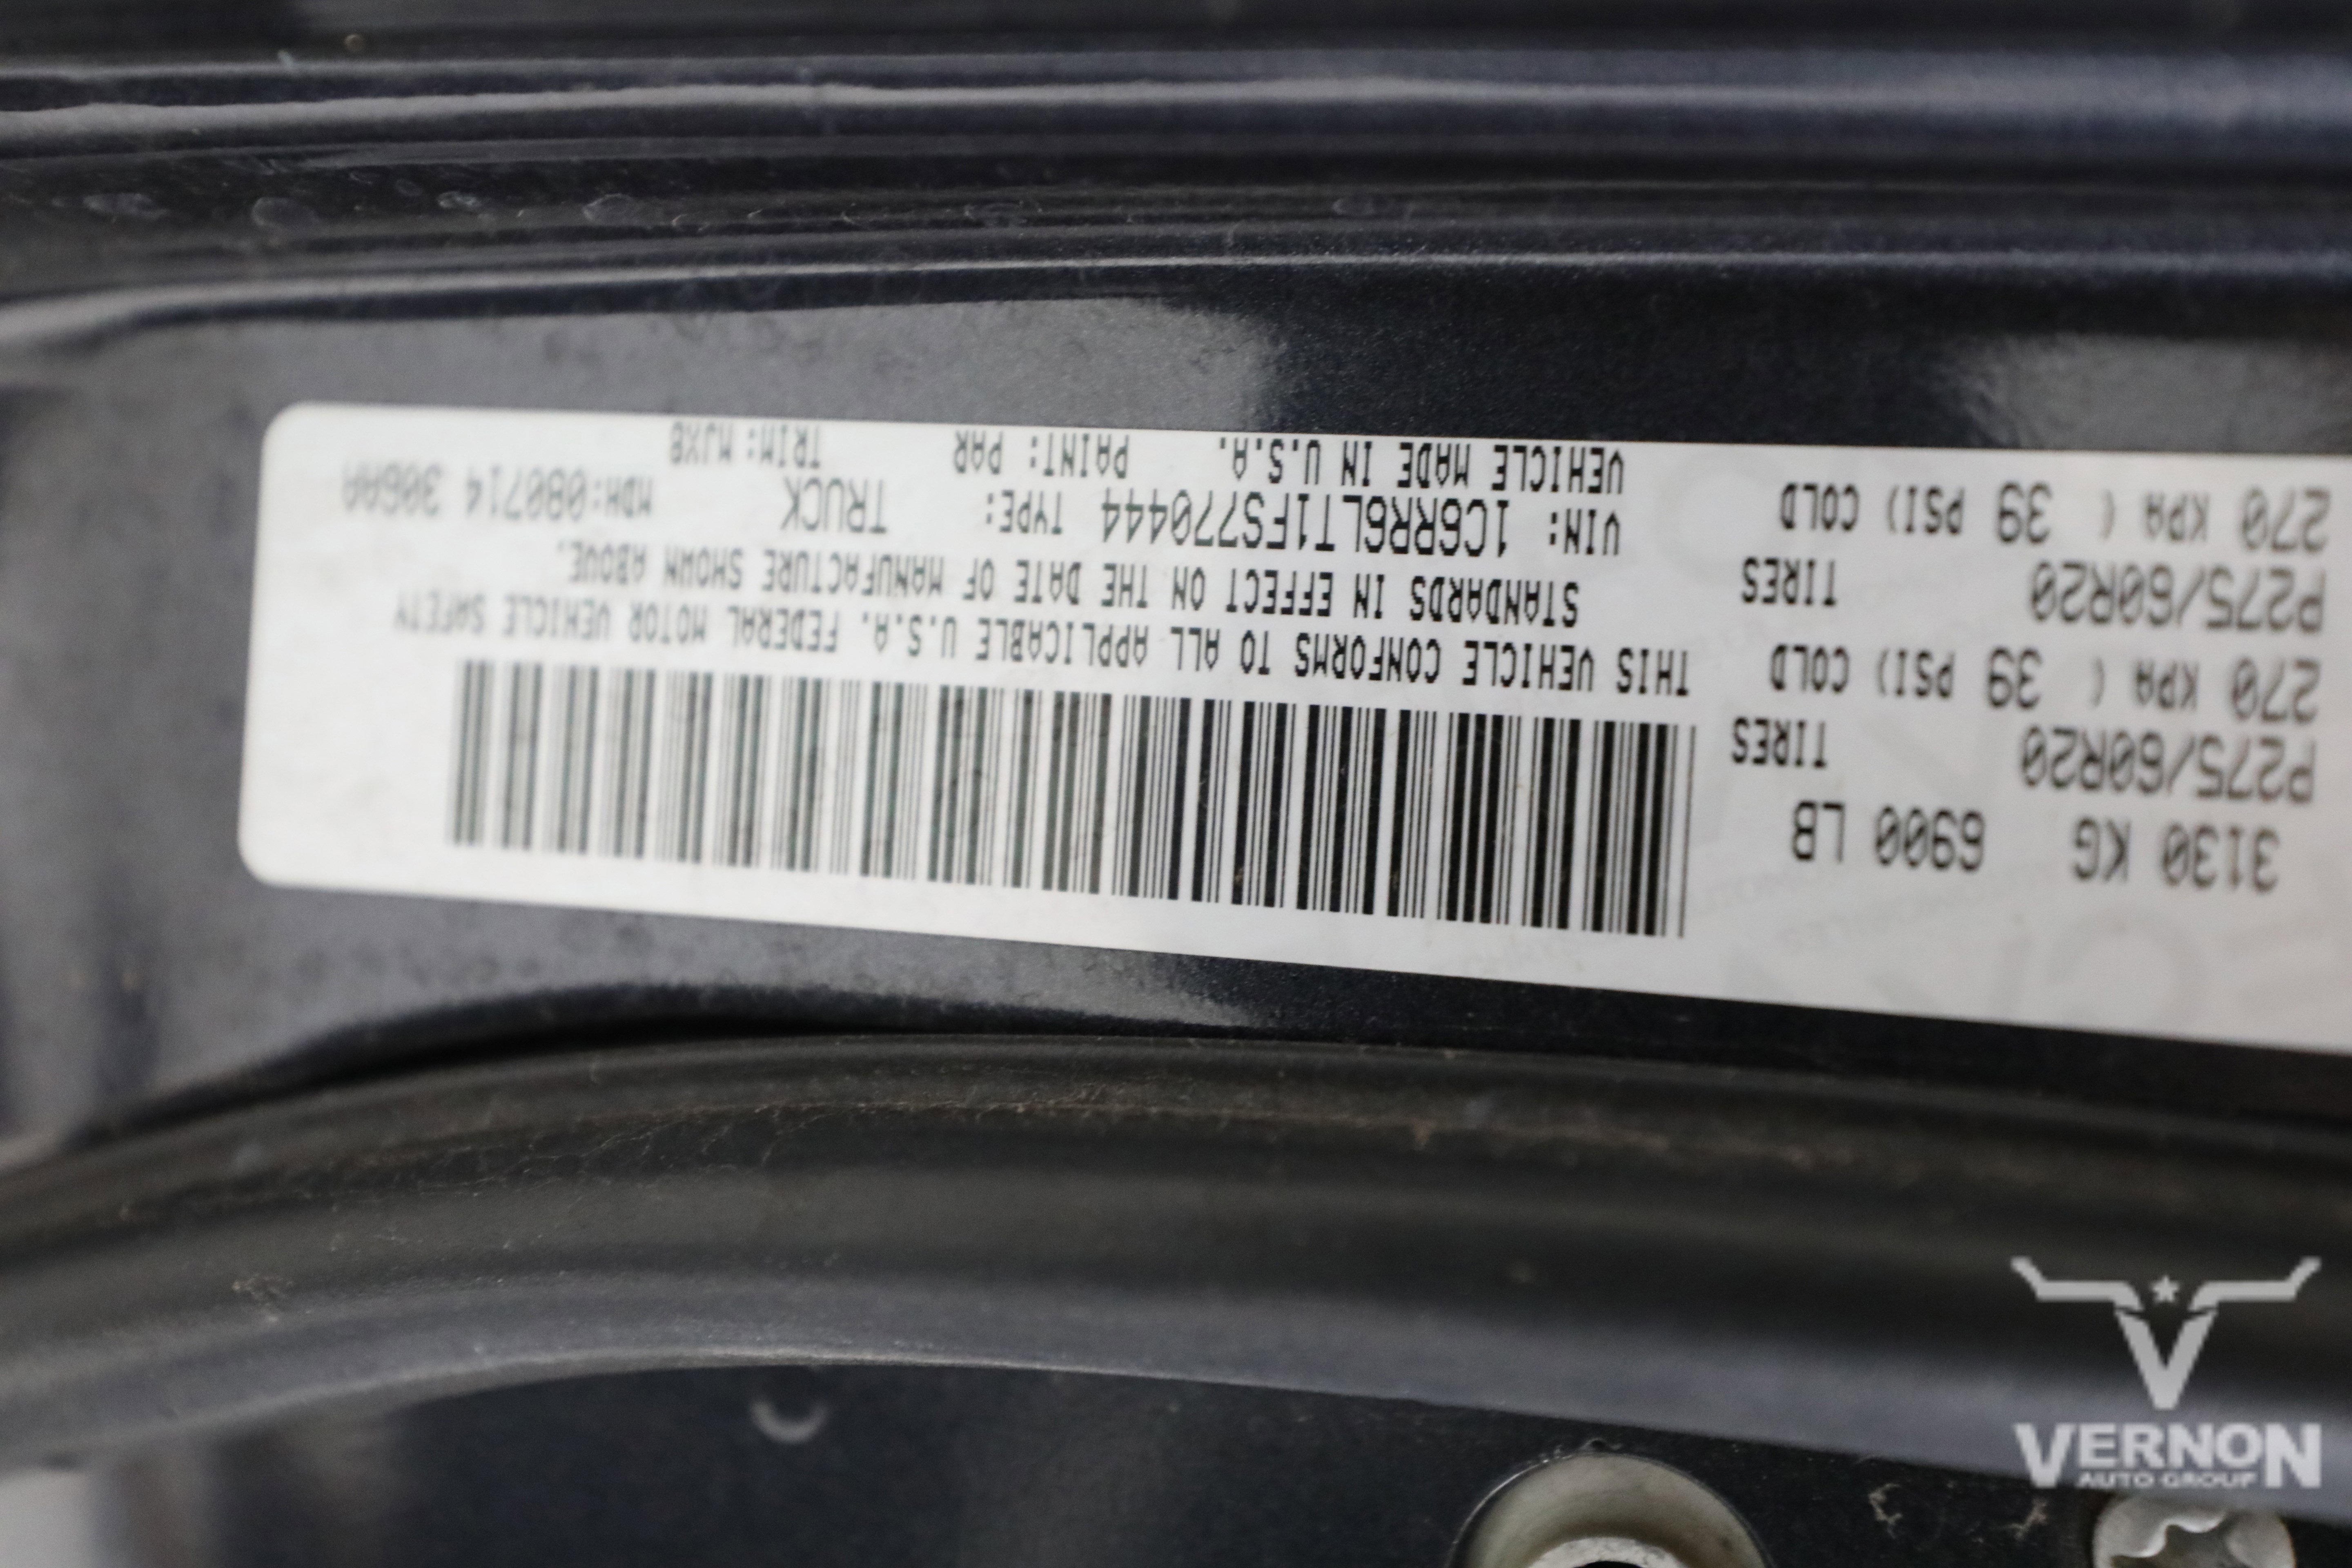 3130 KG 6900 LB
P275/60R20 TIRES
270 KPA ( 39 PSI) COLD
P275/60R20 TIRES
270 KPA ( 39 PSI) COLD
THIS VEHICLE CONFORMS TO ALL APPLICABLE U.S.A. FEDERAL MOTOR VEHICLE SAFETY
STANDARDS IN EFFECT ON THE DATE OF MANUFACTURE SHOWN ABOVE.
VIN: 1C6RR6LT1FS770444 TYPE: TRUCK MDH:080714 306AA
VEHICLE MADE IN U.S.A. PAINT: PAR TRIM: MJX8
VERNON
AUTO GROUP